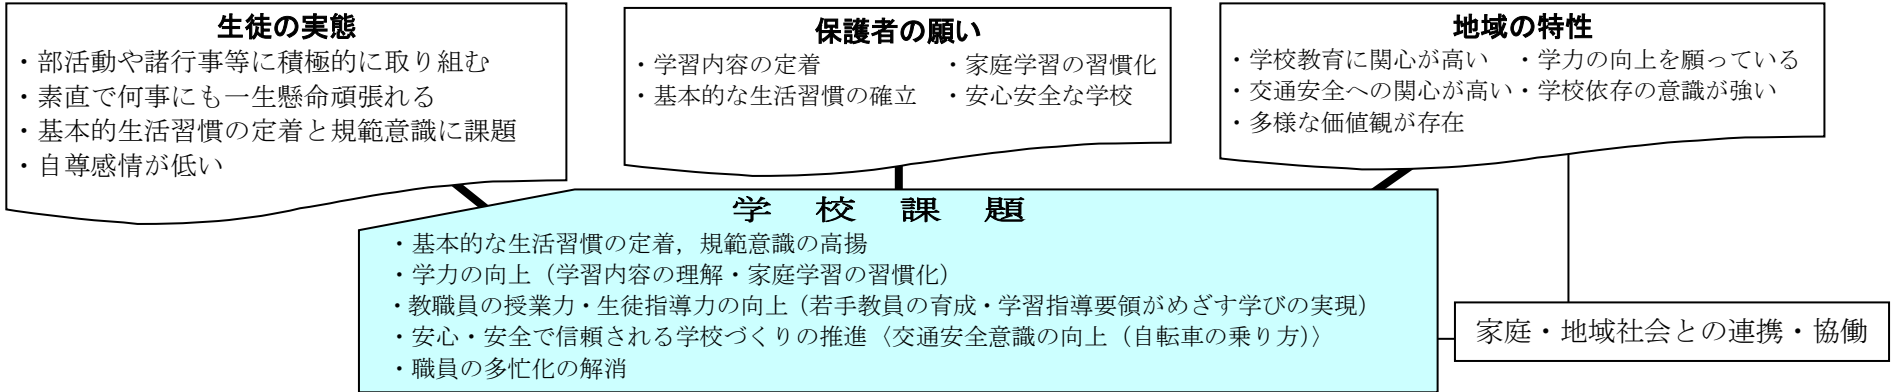 生徒の実態
・部活動や諸行事等に積極的に取り組む
・素直で何事にも一生懸命頑張れる
・基本的生活習慣の定着と規範意識に課題
・自尊感情が低い
保護者の願い
・学習内容の定着　・家庭学習の習慣化
・基本的な生活習慣の確立　・安心安全な学校
地域の特性
・学校教育に関心が高い　・学力の向上を願っている
・交通安全への関心が高い・学校依存の意識が強い
・多様な価値観が存在
学　校　課　題
・基本的な生活習慣の定着，規範意識の高揚
・学力の向上（学習内容の理解・家庭学習の習慣化）
・教職員の授業力・生徒指導力の向上（若手教員の育成・学習指導要領がめざす学びの実現）
・安心・安全で信頼される学校づくりの推進〈交通安全意識の向上（自転車の乗り方）〉
・職員の多忙化の解消
家庭・地域社会との連携・協働